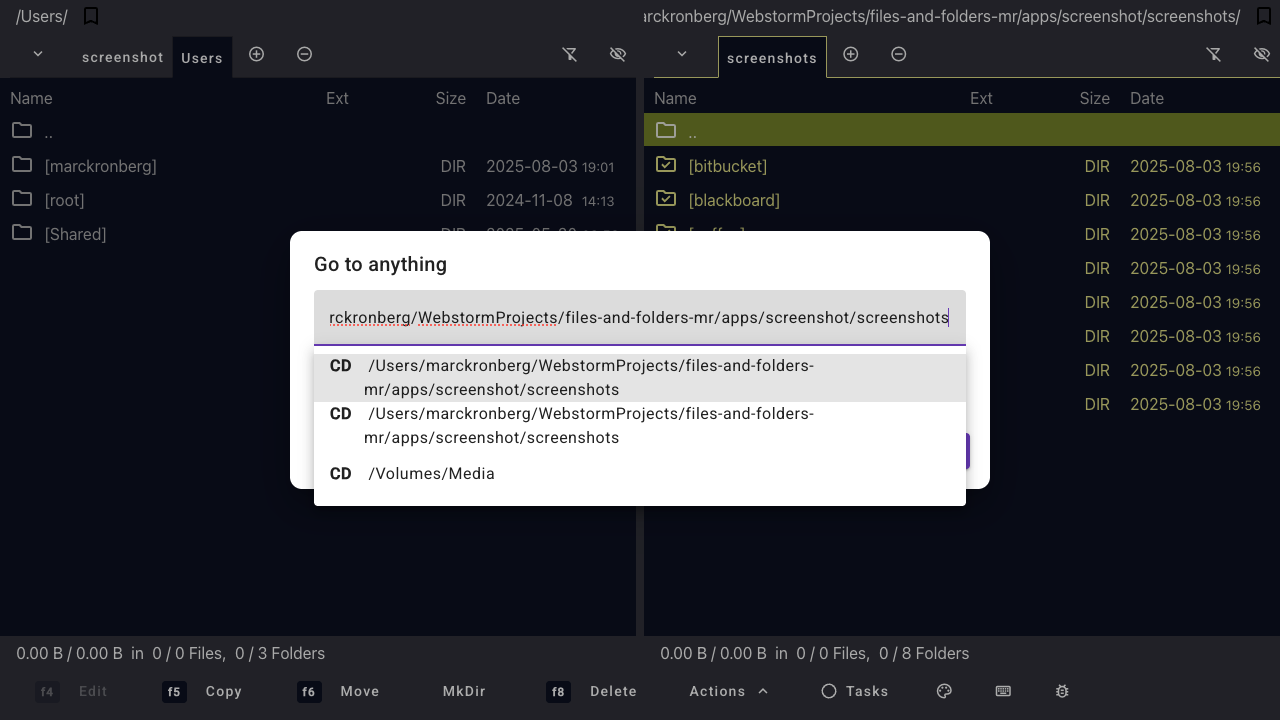 /Users/
rckronberg/WebstormProjects/files-and-folders-mr/apps/screenshot/screenshots/
screenshot Users
screenshots
Name Ext Size Date
Name Ext Size Date
..
[marckronberg] DIR 2025-08-03 19:01
[root] DIR 2024-11-08 14:13
[Shared]
..
[bitbucket] DIR 2025-08-03 19:56
[blackboard] DIR 2025-08-03 19:56
DIR 2025-08-03 19:56
DIR 2025-08-03 19:56
DIR 2025-08-03 19:56
DIR 2025-08-03 19:56
DIR 2025-08-03 19:56
DIR 2025-08-03 19:56
Go to anything
rckronberg/WebstormProjects/files-and-folders-mr/apps/screenshot/screenshots
CD /Users/marckronberg/WebstormProjects/files-and-folders-
mr/apps/screenshot/screenshots
CD /Users/marckronberg/WebstormProjects/files-and-folders-
mr/apps/screenshot/screenshots
CD /Volumes/Media
0.00 B / 0.00 B in 0 / 0 Files, 0 / 3 Folders
0.00 B / 0.00 B in 0 / 0 Files, 0 / 8 Folders
f4 Edit f5 Copy f6 Move MkDir f8 Delete Actions Tasks